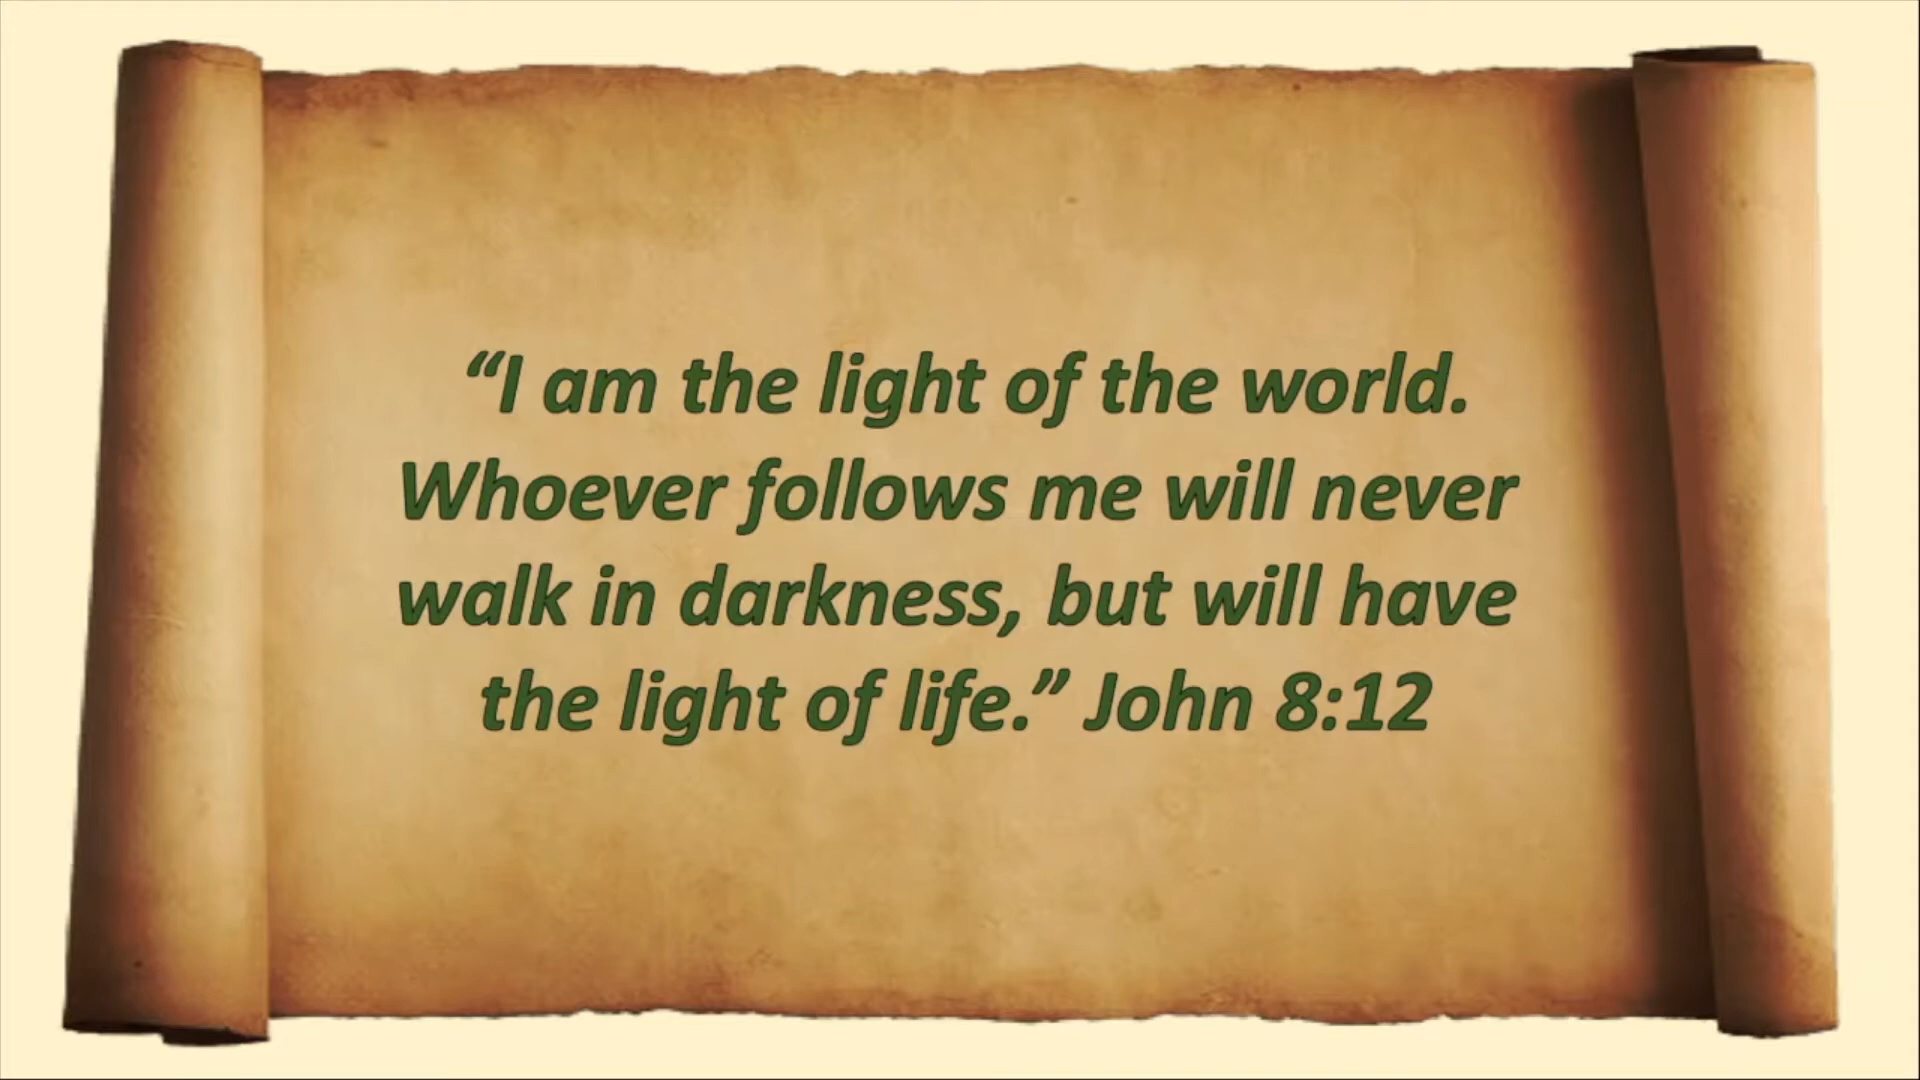 “I am the light of the world.
Whoever follows me will never
walk in darkness, but will have
the light of life.” John 8:12